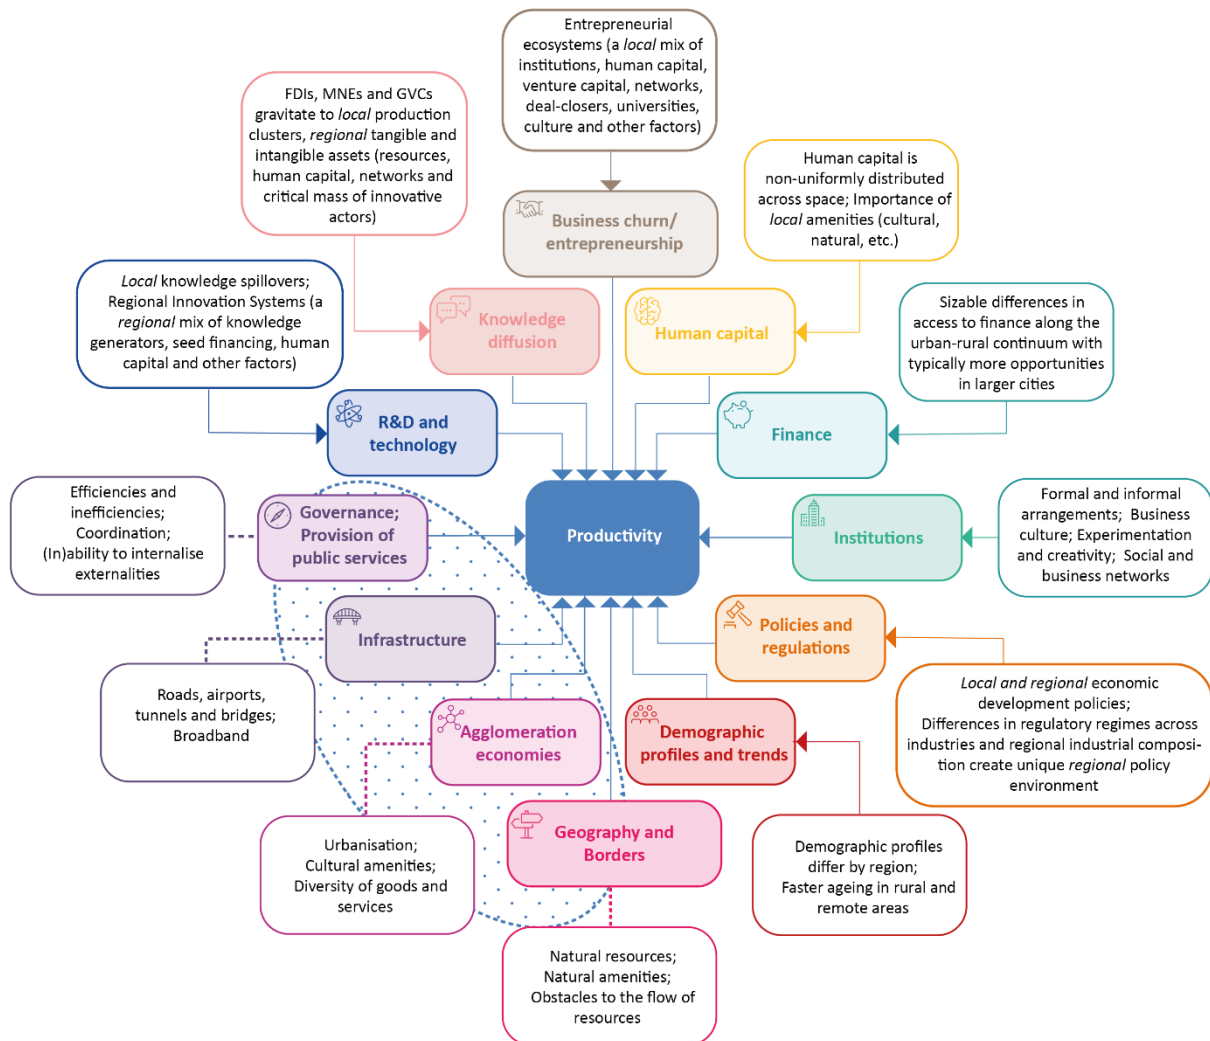 Entrepreneurial
ecosystems (a local mix of
institutions, human capital,
venture capital, networks,
deal-closers, universities,
culture and other factors)
FDIs, MNEs and GVCs
gravitate to local production
clusters, regional tangible and
intangible assets (resources,
human capital, networks and
critical mass of innovative
actors)
Human capital is
non-uniformly distributed
across space; Importance of
local amenities (cultural,
natural, etc.)
Business churn/
entrepreneurship
Local knowledge spillovers;
Regional Innovation Systems (a
regional mix of knowledge
generators, seed financing, human
capital and other factors)
Knowledge
diffusion
Human capital
Sizable differences in
access to finance along the
urban-rural continuum with
typically more opportunities
in larger cities
R&D and
technology
Finance
Efficiencies and
inefficiencies;
Coordination;
(In)ability to internalise
externalities
Governance;
Provision of
public services
Productivity
Institutions
Formal and informal
arrangements; Business
culture; Experimentation
and creativity; Social and
business networks
Infrastructure
Policies and
regulations
Roads, airports,
tunnels and bridges;
Broadband
Agglomeration
economies
Demographic
profiles and trends
Local and regional economic
development policies;
Differences in regulatory regimes across
industries and regional industrial composi-
tion create unique regional policy
environment
Urbanisation;
Cultural amenities;
Diversity of goods and
services
Geography and
Borders
Demographic profiles
differ by region;
Faster ageing in rural and
remote areas
Natural resources;
Natural amenities;
Obstacles to the flow of
resources